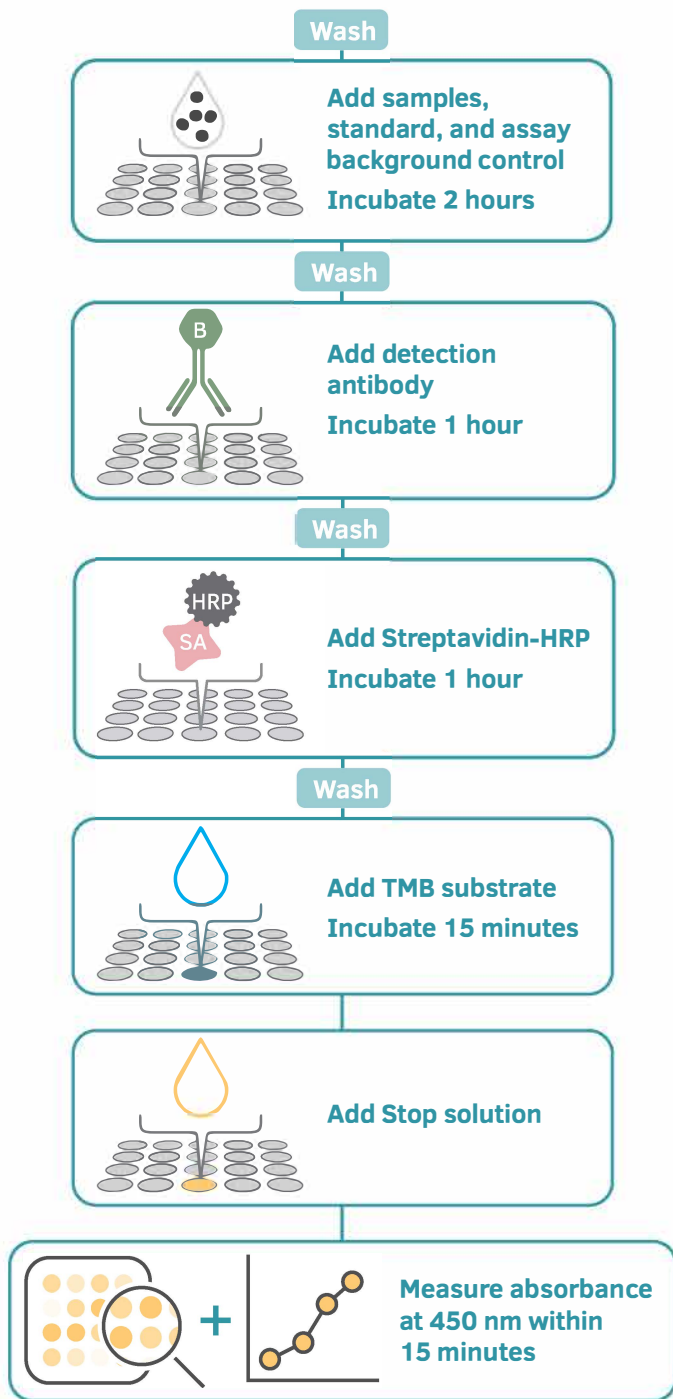 Wash
Add samples,
standard, and assay
background control
Incubate 2 hours
Wash
B
Add detection
antibody
Incubate 1 hour
Wash
HRP
SA
Add Streptavidin-HRP
Incubate 1 hour
Wash
Add TMB substrate
Incubate 15 minutes
Add Stop solution
+
Measure absorbance
at 450 nm within
15 minutes